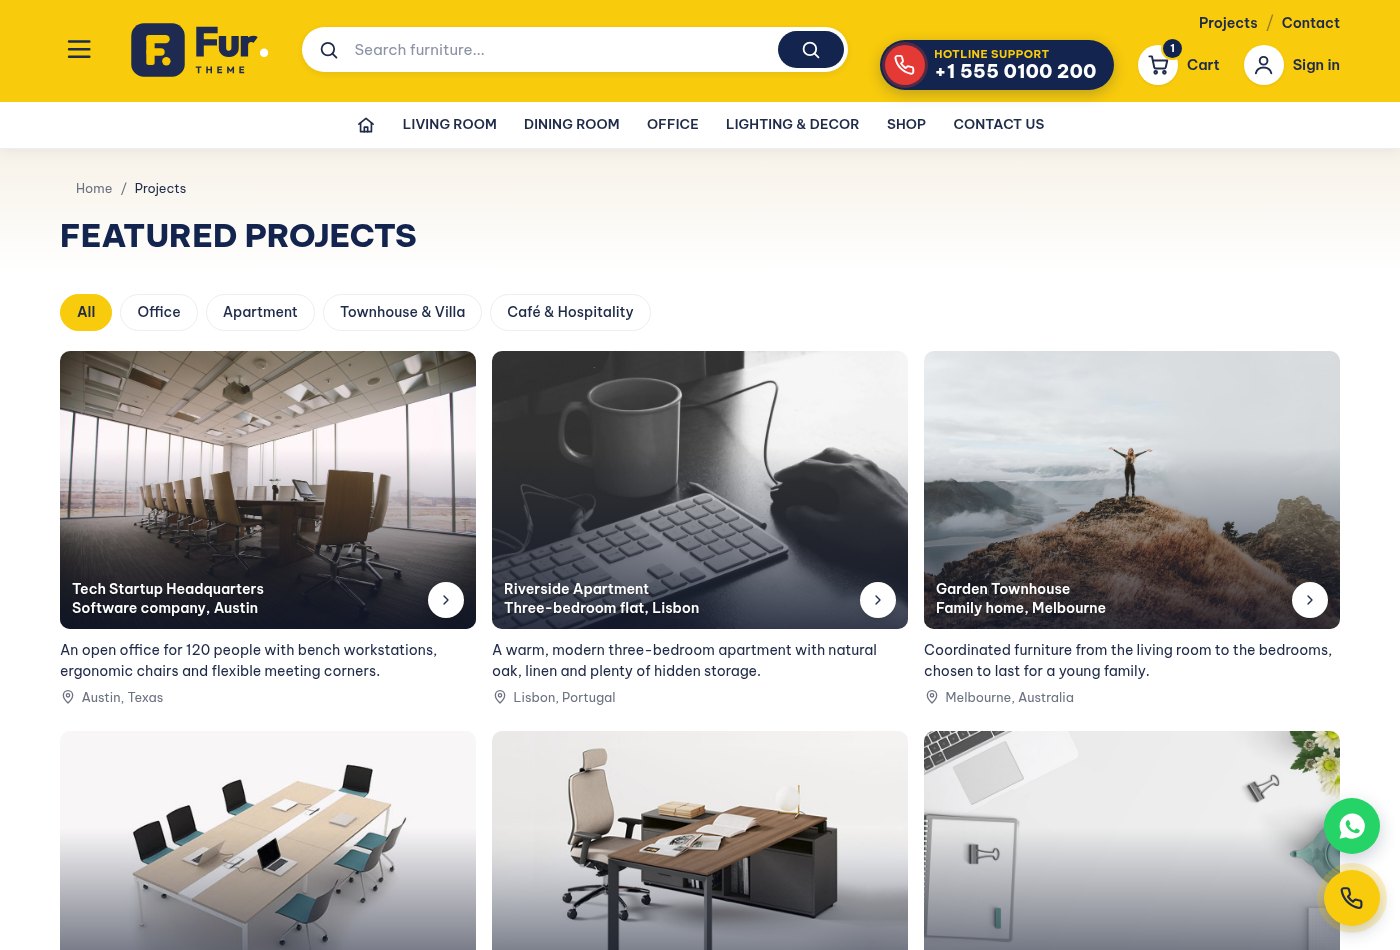 Projects / Contact
Fur.
THEME
Search furniture...
HOTLINE SUPPORT
+1 555 0100 200
1
Cart
Sign in
LIVING ROOM
DINING ROOM
OFFICE
LIGHTING & DECOR
SHOP
CONTACT US
Home / Projects
FEATURED PROJECTS
All
Office
Apartment
Townhouse & Villa
Café & Hospitality
Tech Startup Headquarters
Software company, Austin
An open office for 120 people with bench workstations,
ergonomic chairs and flexible meeting corners.
Austin, Texas
Riverside Apartment
Three-bedroom flat, Lisbon
A warm, modern three-bedroom apartment with natural
oak, linen and plenty of hidden storage.
Lisbon, Portugal
Garden Townhouse
Family home, Melbourne
Coordinated furniture from the living room to the bedrooms,
chosen to last for a young family.
Melbourne, Australia